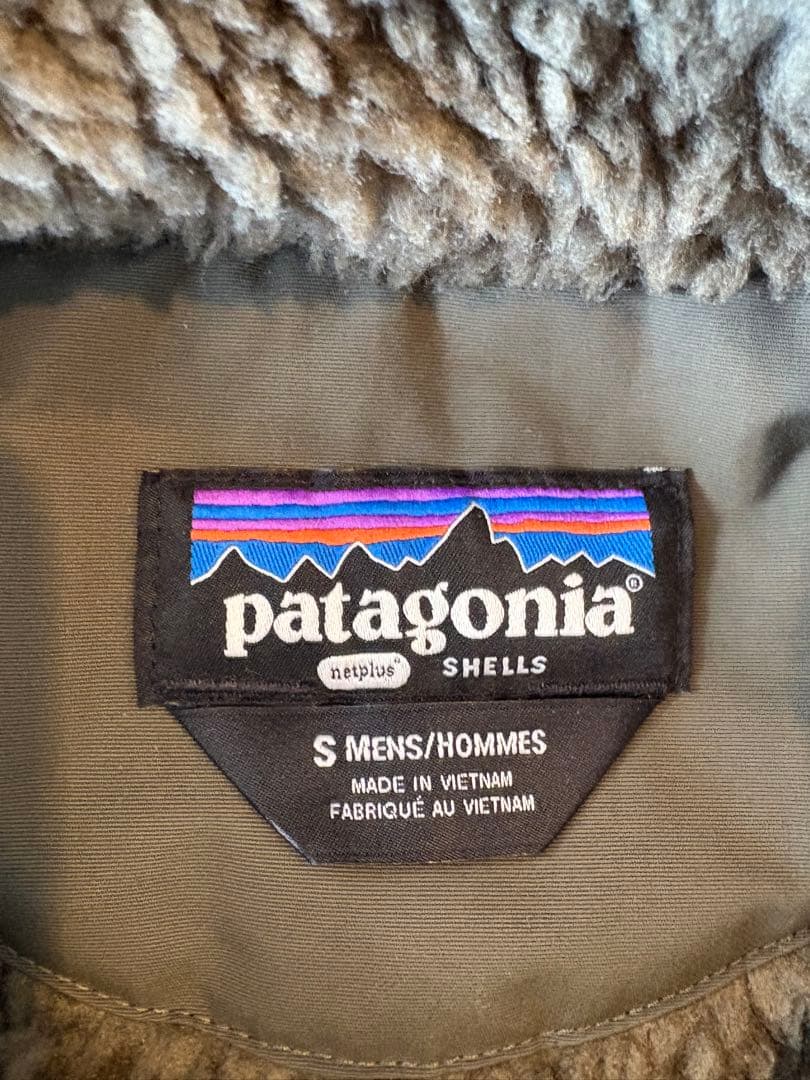 patagonia®
netplus® SHELLS
S MENS/HOMMES
MADE IN VIETNAM
FABRIQUÉ AU VIETNAM